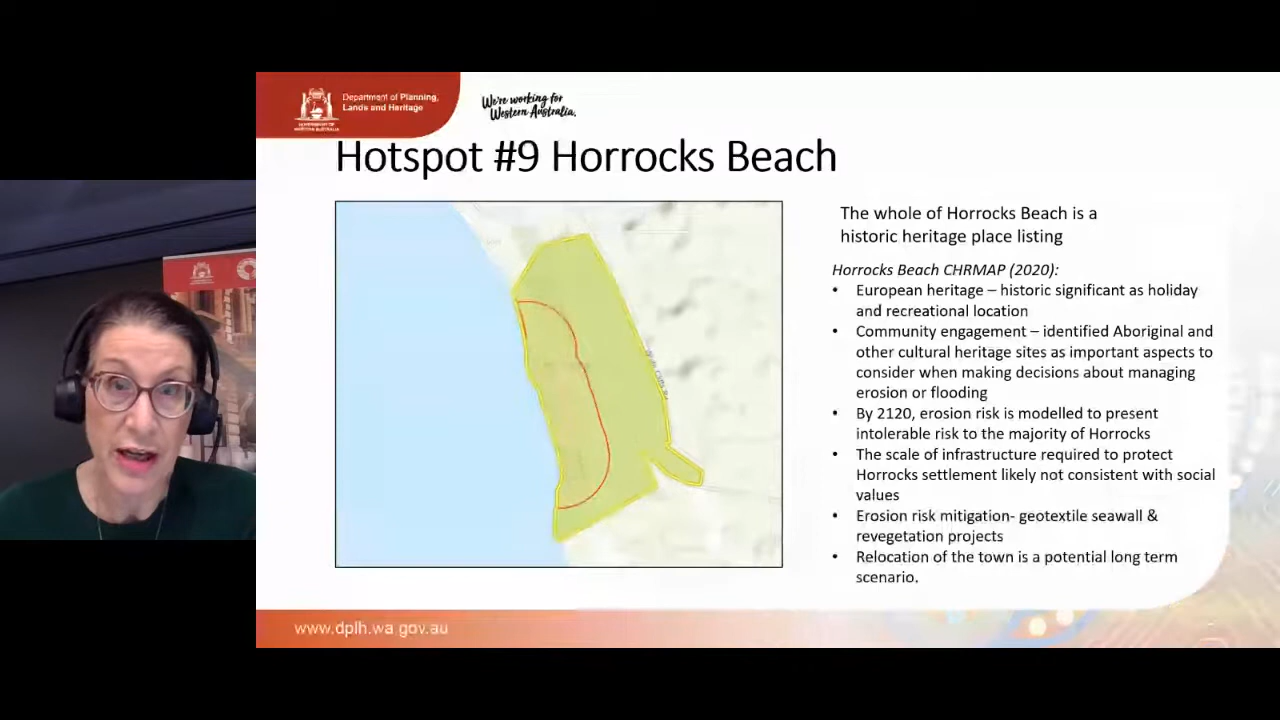 Department of Planning,
Lands and Heritage
GOVERNMENT OF
WESTERN AUSTRALIA
We're working for
Western Australia.
Hotspot #9 Horrocks Beach
The whole of Horrocks Beach is a
historic heritage place listing
Horrocks Beach CHRMAP (2020):
• European heritage – historic significant as holiday
and recreational location
• Community engagement – identified Aboriginal and
other cultural heritage sites as important aspects to
consider when making decisions about managing
erosion or flooding
• By 2120, erosion risk is modelled to present
intolerable risk to the majority of Horrocks
• The scale of infrastructure required to protect
Horrocks settlement likely not consistent with social
values
• Erosion risk mitigation- geotextile seawall &
revegetation projects
• Relocation of the town is a potential long term
scenario.
www.dplh.wa.gov.au